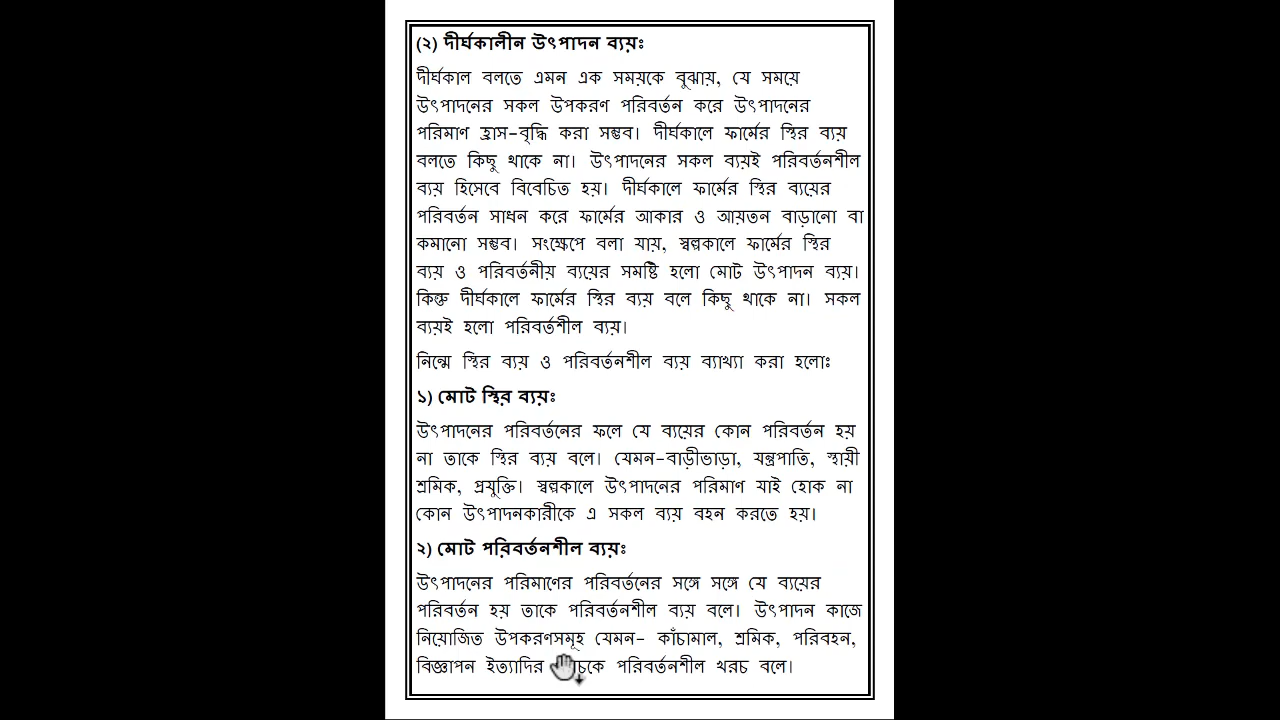 (২) দীর্ঘকালীন উৎপাদন ব্যয়ঃ
দীর্ঘকাল বলতে এমন এক সময়কে বুঝায়, যে সময়ে
উৎপাদনের সকল উপকরণ পরিবর্তন করে উৎপাদনের
পরিমাণ হ্রাস-বৃদ্ধি করা সম্ভব। দীর্ঘকালে ফার্মের স্থির ব্যয়
বলতে কিছু থাকে না। উৎপাদনের সকল ব্যয়ই পরিবর্তনশীল
ব্যয় হিসেবে বিবেচিত হয়। দীর্ঘকালে ফার্মের স্থির ব্যয়ের
পরিবর্তন সাধন করে ফার্মের আকার ও আয়তন বাড়ানো বা
কমানো সম্ভব। সংক্ষেপে বলা যায়, স্বল্পকালে ফার্মের স্থির
ব্যয় ও পরিবর্তনীয় ব্যয়ের সমষ্টি হলো মোট উৎপাদন ব্যয়।
কিন্তু দীর্ঘকালে ফার্মের স্থির ব্যয় বলে কিছু থাকে না। সকল
ব্যয়ই হলো পরিবর্তশীল ব্যয়।
নিন্মে স্থির ব্যয় ও পরিবর্তনশীল ব্যয় ব্যাখ্যা করা হলোঃ
১) মোট স্থির ব্যয়ঃ
উৎপাদনের পরিবর্তনের ফলে যে ব্যয়ের কোন পরিবর্তন হয়
না তাকে স্থির ব্যয় বলে। যেমন-বাড়ীভাড়া, যন্ত্রপাতি, স্থায়ী
শ্রমিক, প্রযুক্তি। স্বল্পকালে উৎপাদনের পরিমাণ যাই হোক না
কোন উৎপাদনকারীকে এ সকল ব্যয় বহন করতে হয়।
২) মোট পরিবর্তনশীল ব্যয়ঃ
উৎপাদনের পরিমাণের পরিবর্তনের সঙ্গে সঙ্গে যে ব্যয়ের
পরিবর্তন হয় তাকে পরিবর্তনশীল ব্যয় বলে। উৎপাদন কাজে
নিয়োজিত উপকরণসমূহ যেমন- কাঁচামাল, শ্রমিক, পরিবহন,
বিজ্ঞাপন ইত্যাদির পরিবর্তনশীল খরচ বলে।